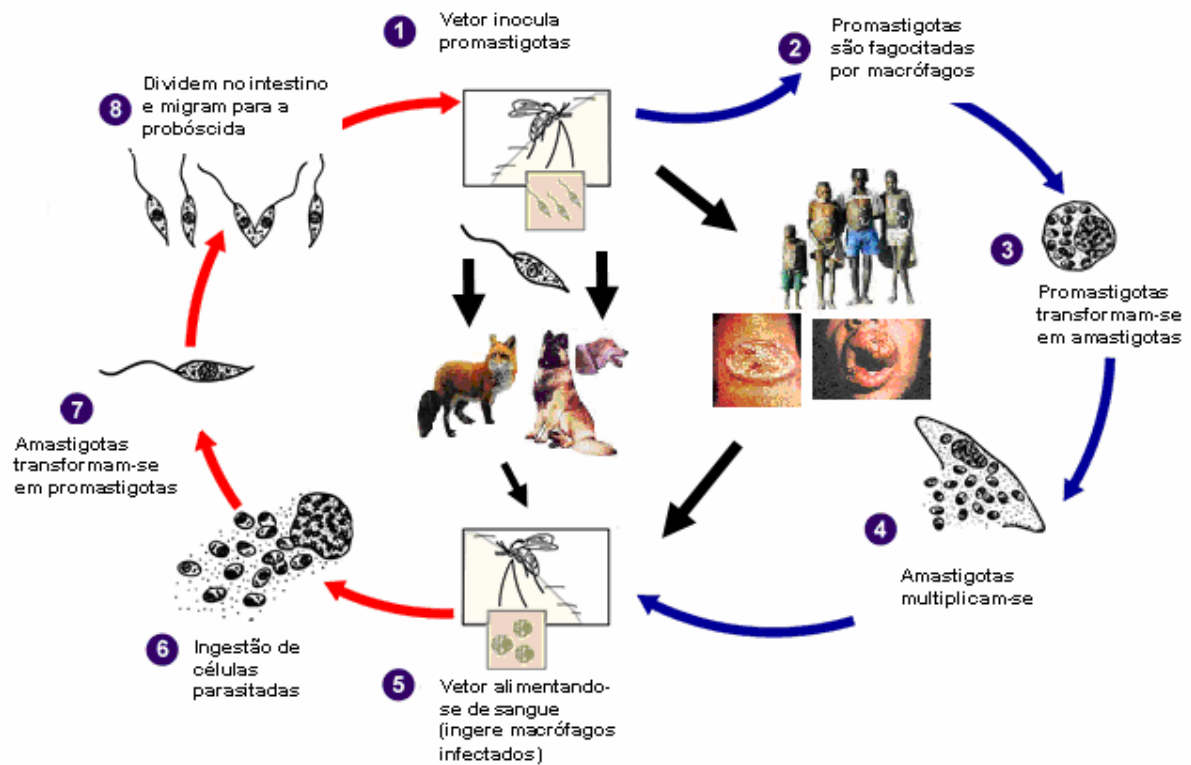 1
Vetor inocula
promastigotas
2
Promastigotas
são fagocitadas
por macrófagos
3
Promastigotas
transformam-se
em amastigotas
4
Amastigotas
multiplicam-se
5
Vetor alimentando-
se de sangue
(ingere macrófagos
infectados)
6
Ingestão de
células
parasitadas
7
Amastigotas
transformam-se
em promastigotas
8
Dividem no intestino
e migram para a
probóscida